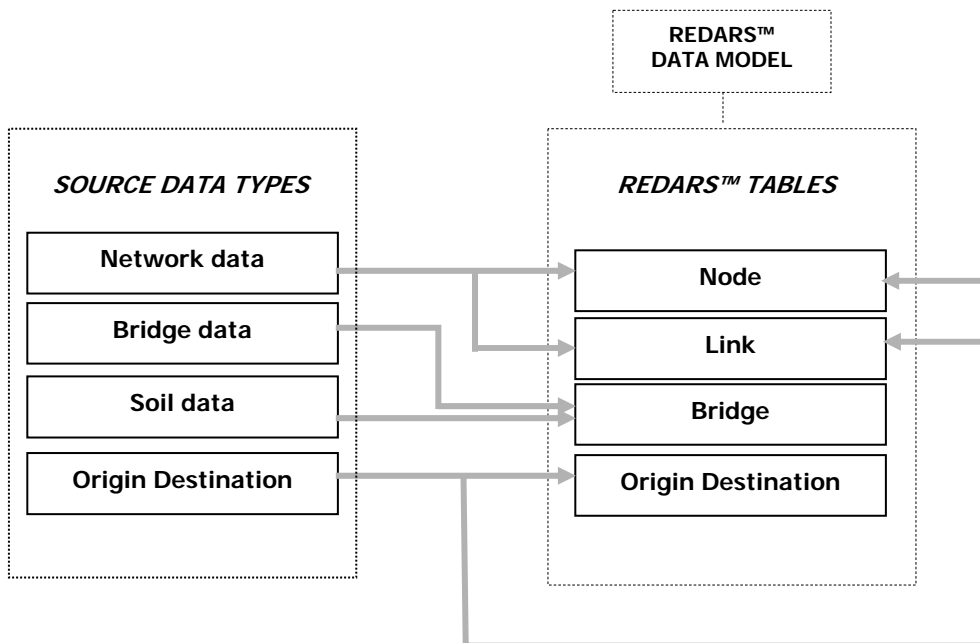 REDARS™
DATA MODEL
SOURCE DATA TYPES
Network data
Bridge data
Soil data
Origin Destination
REDARS™ TABLES
Node
Link
Bridge
Origin Destination